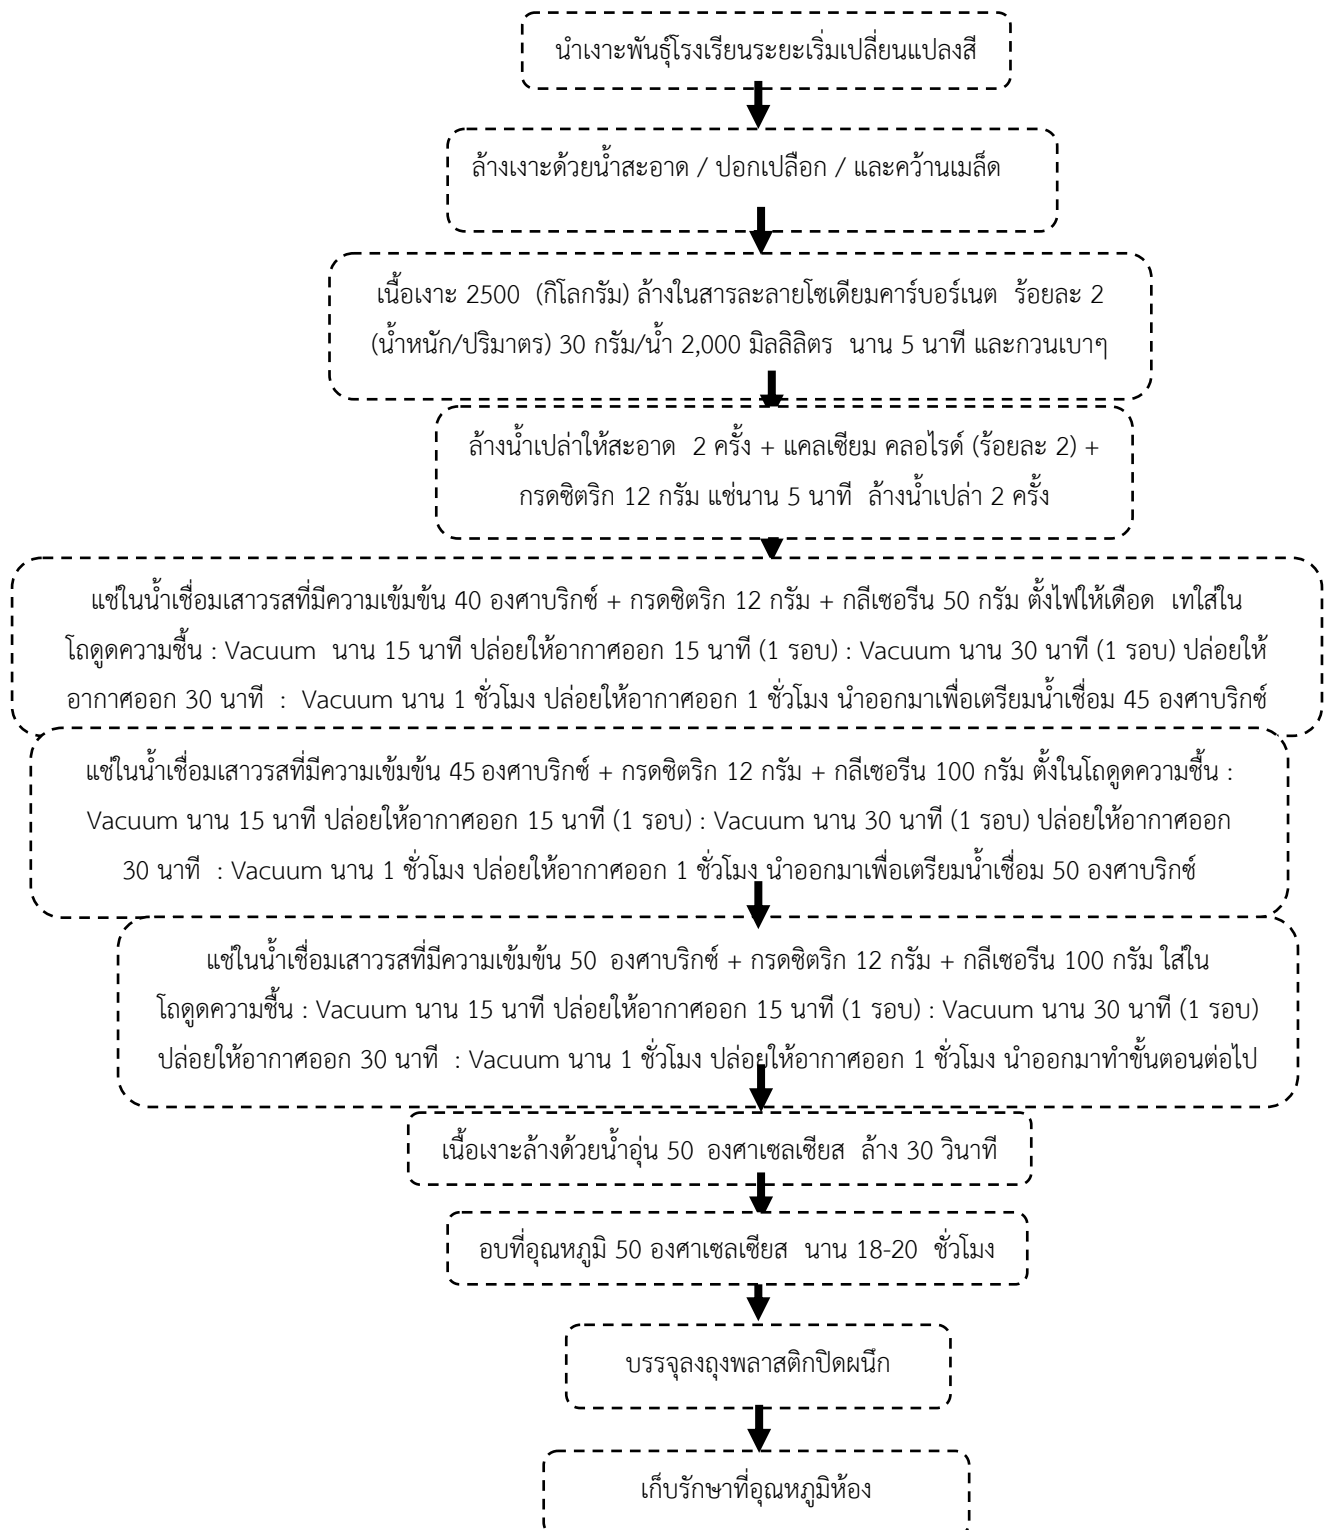 นำเงาะพันธุ์โรงเรียนระยะเริ่มเปลี่ยนแปลงสี
ล้างเงาะด้วยน้ำสะอาด / ปอกเปลือก / และคว้านเมล็ด
เนื้อเงาะ 2500 (กิโลกรัม) ล้างในสารละลายโซเดียมคาร์บอร์เนต ร้อยละ 2
(น้ำหนัก/ปริมาตร) 30 กรัม/น้ำ 2,000 มิลลิลิตร นาน 5 นาที และกวนเบาๆ
ล้างน้ำเปล่าให้สะอาด 2 ครั้ง + แคลเซียม คลอไรด์ (ร้อยละ 2) +
กรดซิตริก 12 กรัม แช่นาน 5 นาที ล้างน้ำเปล่า 2 ครั้ง
แช่ในน้ำเชื่อมเสาวรสที่มีความเข้มข้น 40 องศาบริกซ์ + กรดซิตริก 12 กรัม + กลีเซอรีน 50 กรัม ตั้งไฟให้เดือด เทใส่ใน
โถดูดความชื้น : Vacuum นาน 15 นาที ปล่อยให้อากาศออก 15 นาที (1 รอบ) : Vacuum นาน 30 นาที (1 รอบ) ปล่อยให้
อากาศออก 30 นาที : Vacuum นาน 1 ชั่วโมง ปล่อยให้อากาศออก 1 ชั่วโมง นำออกมาเพื่อเตรียมน้ำเชื่อม 45 องศาบริกซ์
แช่ในน้ำเชื่อมเสาวรสที่มีความเข้มข้น 45 องศาบริกซ์ + กรดซิตริก 12 กรัม + กลีเซอรีน 100 กรัม ตั้งในโถดูดความชื้น :
Vacuum นาน 15 นาที ปล่อยให้อากาศออก 15 นาที (1 รอบ) : Vacuum นาน 30 นาที (1 รอบ) ปล่อยให้อากาศออก
30 นาที : Vacuum นาน 1 ชั่วโมง ปล่อยให้อากาศออก 1 ชั่วโมง นำออกมาเพื่อเตรียมน้ำเชื่อม 50 องศาบริกซ์
แช่ในน้ำเชื่อมเสาวรสที่มีความเข้มข้น 50 องศาบริกซ์ + กรดซิตริก 12 กรัม + กลีเซอรีน 100 กรัม ใส่ใน
โถดูดความชื้น : Vacuum นาน 15 นาที ปล่อยให้อากาศออก 15 นาที (1 รอบ) : Vacuum นาน 30 นาที (1 รอบ)
ปล่อยให้อากาศออก 30 นาที : Vacuum นาน 1 ชั่วโมง ปล่อยให้อากาศออก 1 ชั่วโมง นำออกมาทำขั้นตอนต่อไป
เนื้อเงาะล้างด้วยน้ำอุ่น 50 องศาเซลเซียส ล้าง 30 วินาที
อบที่อุณหภูมิ 50 องศาเซลเซียส นาน 18-20 ชั่วโมง
บรรจุลงถุงพลาสติกปิดผนึก
เก็บรักษาที่อุณหภูมิห้อง